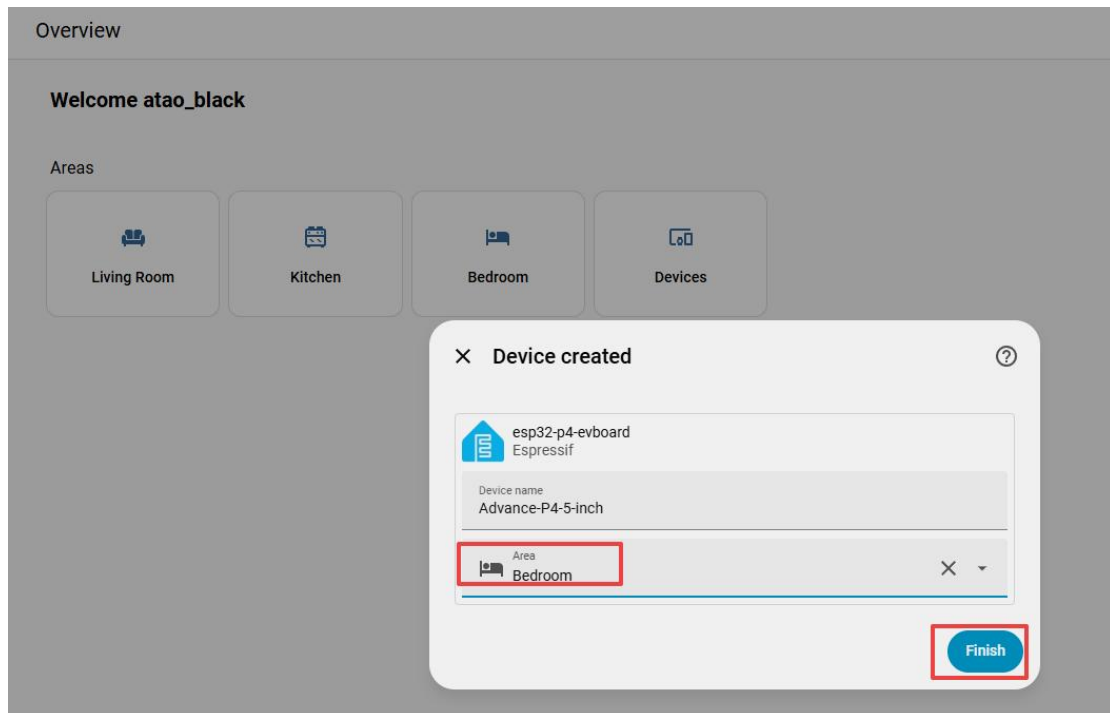 Overview
Welcome atao_black
Areas
Living Room
Kitchen
Bedroom
Devices
Device created
esp32-p4-evboard
Espressif
Device name
Advance-P4-5-inch
Area
Bedroom
Finish